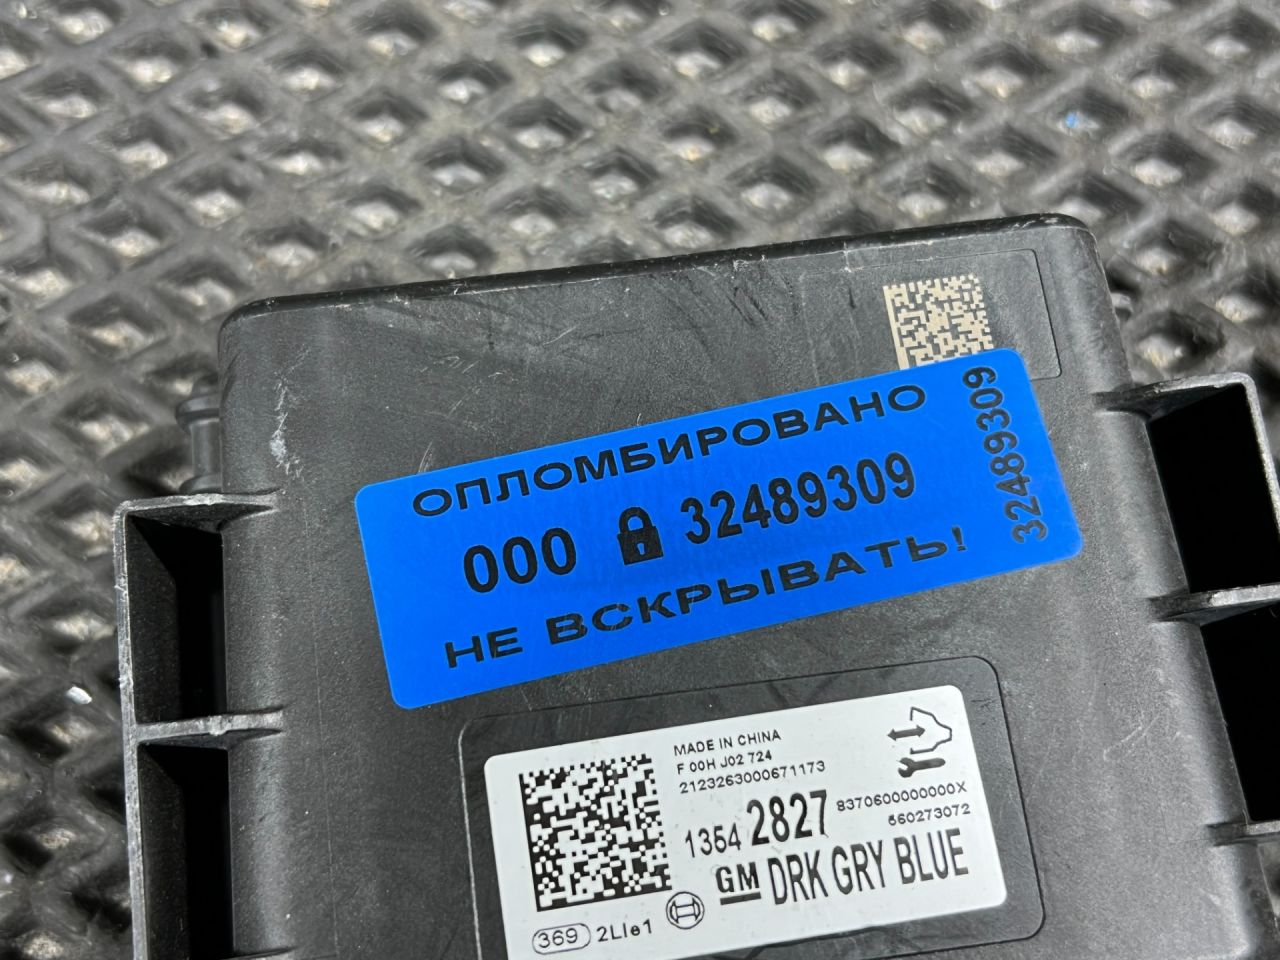 ОПЛОМБИРОВАНО
32489309
000 32489309
НЕ ВСКРЫВАТЬ!
MADE IN CHINA
F 00H J02 724
2123263000671173
1354 2827
8370600000000X
560273072
GM DRK GRY BLUE
369 2LIe1